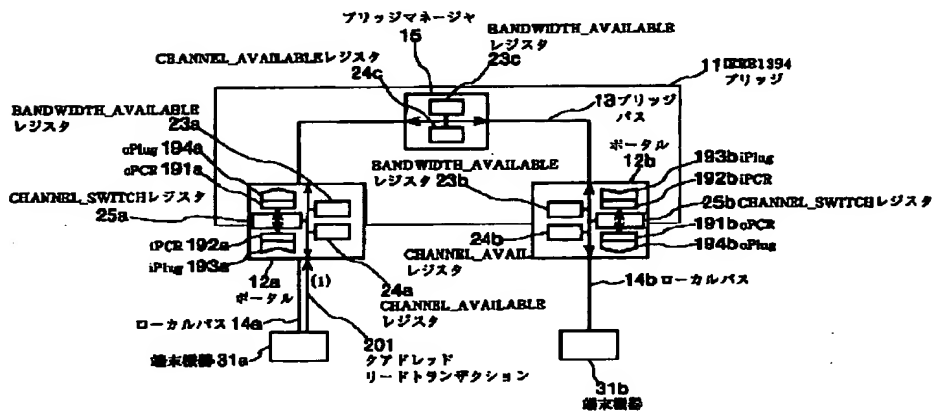 ブリッジマネージャ
15
BANDWIDTH_AVAILABLE
レジスタ
23c
CHANNEL_AVAILABLEレジスタ
24c
11 IEEE1394
ブリッジ
13 ブリッジ
バス
BANDWIDTH_AVAILABLE
レジスタ 23a
oPlug 194a
oPCR 191a
CHANNEL_SWITCHレジスタ
25a
iPCR 192a
iPlug 193a
12a
ポータル
BANDWIDTH_AVAILABLE
レジスタ 23b
ポータル
12b
193b iPlug
192b iPCR
25b CHANNEL_SWITCHレジスタ
191b oPCR
194b oPlug
24b
CHANNEL_AVAIL
レジスタ
24a
CHANNEL_AVAILABLE
レジスタ
(1)
ローカルバス 14a
14b ローカルバス
端末機器 31a
201
クアドレッド
リードトランザクション
31b
端末機器